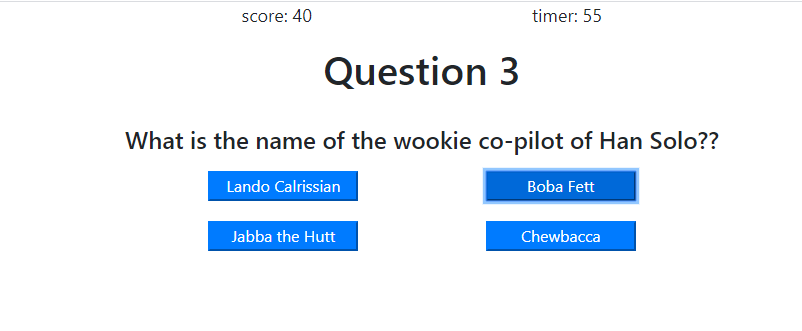 score: 40 timer: 55
Question 3
What is the name of the wookie co-pilot of Han Solo??
Lando Calrissian Boba Fett
Jabba the Hutt Chewbacca